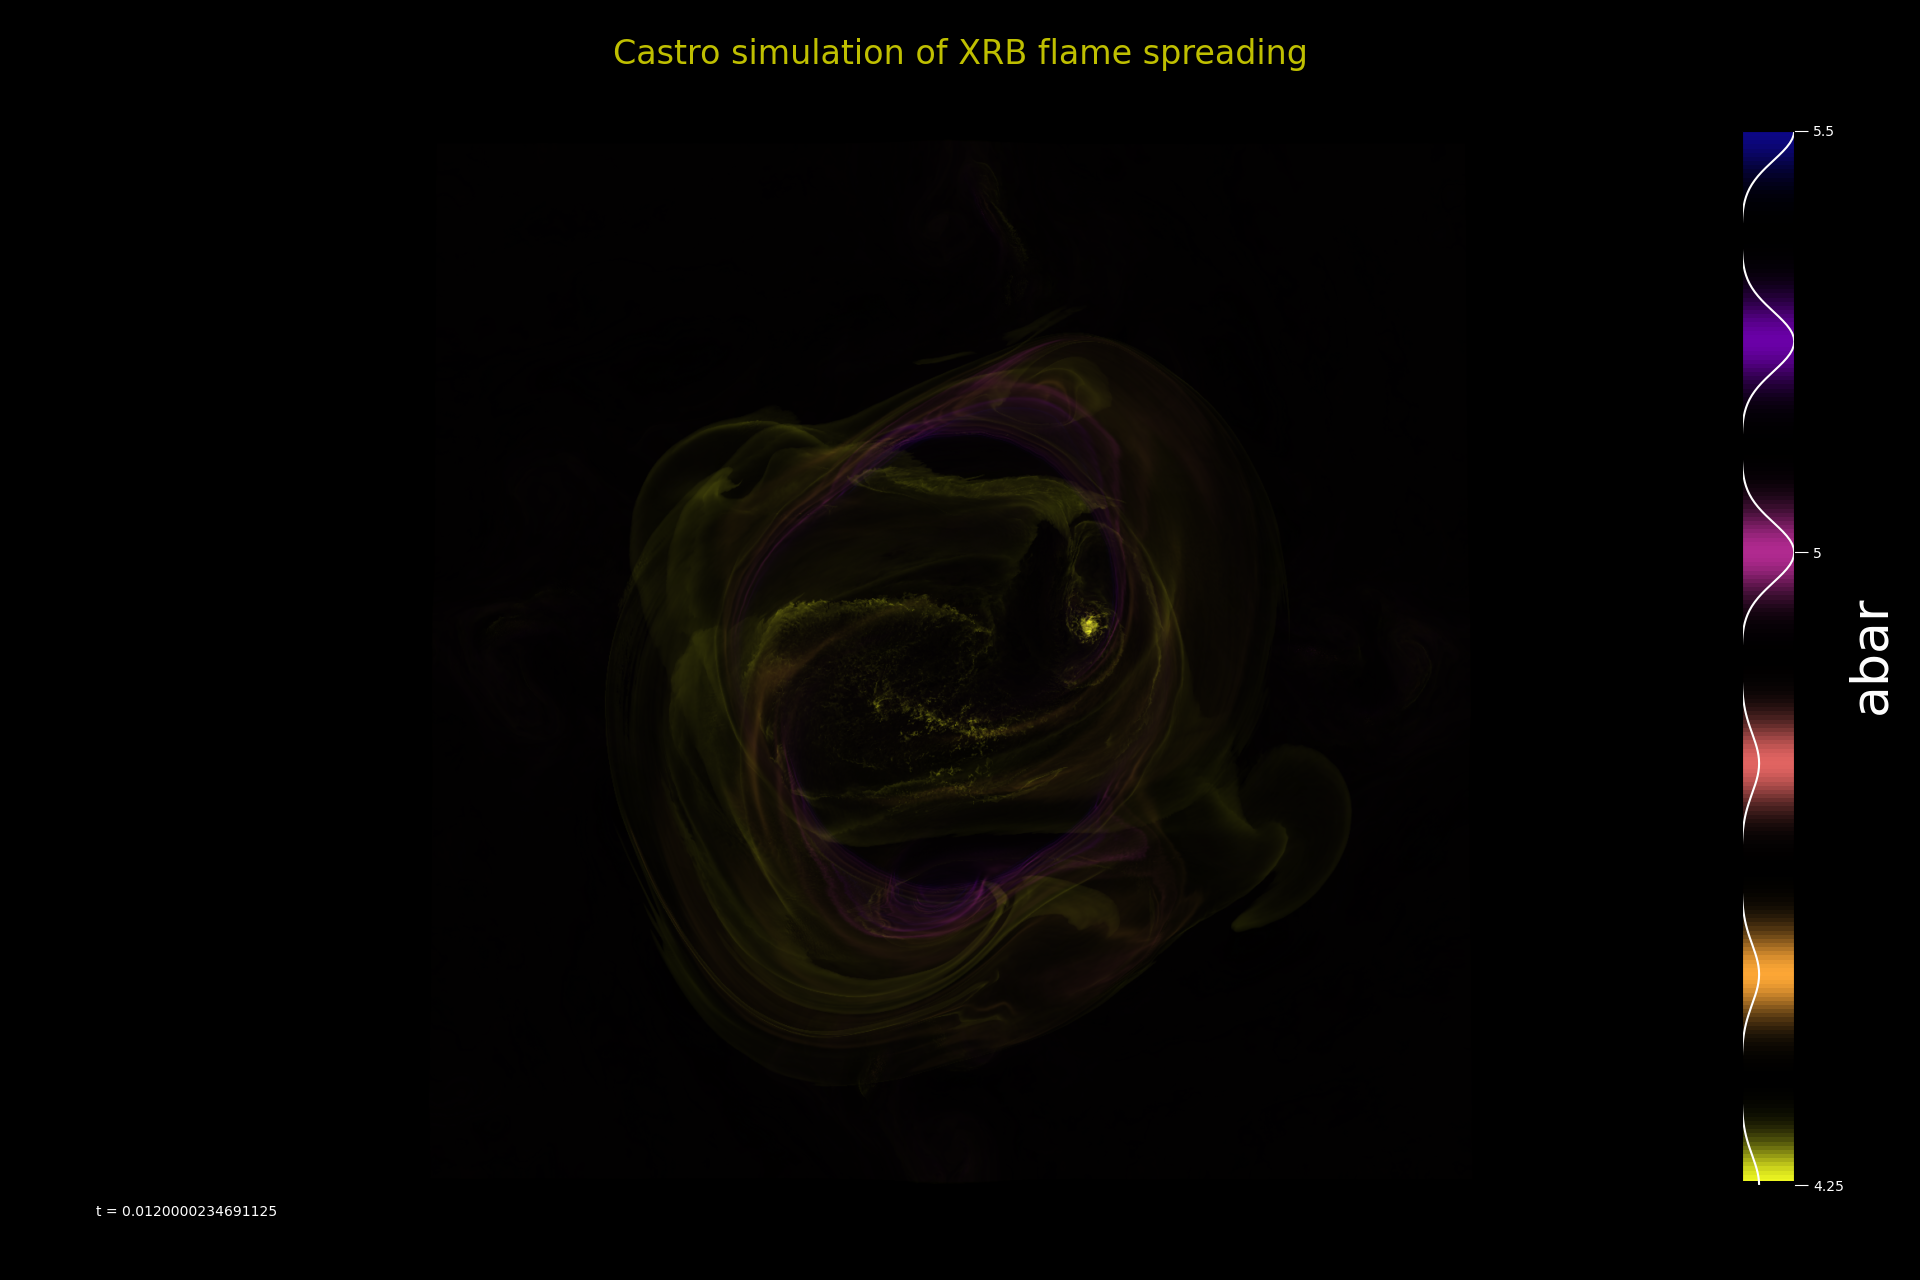 Castro simulation of XRB flame spreading
5.5
5
abar
4.25
t = 0.0120000234691125